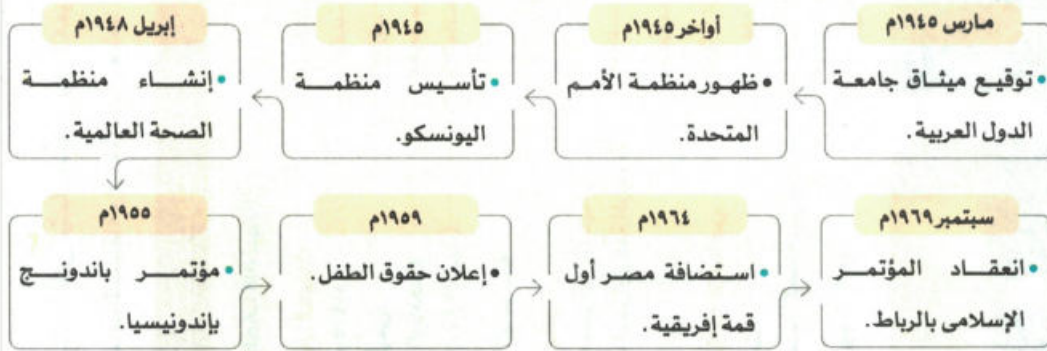 مارس ١٩٤٥م
• توقيع ميثاق جامعة
الدول العربية.
أواخر ١٩٤٥م
• ظهور منظمة الأمم
المتحدة.
١٩٤٥م
• تأسيس منظمة
اليونسكو.
إبريل ١٩٤٨م
• إنشاء منظمة
الصحة العالمية.
١٩٥٥م
• مؤتمر باندونج
بإندونيسيا.
١٩٥٩م
• إعلان حقوق الطفل.
١٩٦٤م
• استضافة مصر أول
قمة إفريقية.
سبتمبر ١٩٦٩م
• انعقاد المؤتمر
الإسلامى بالرباط.